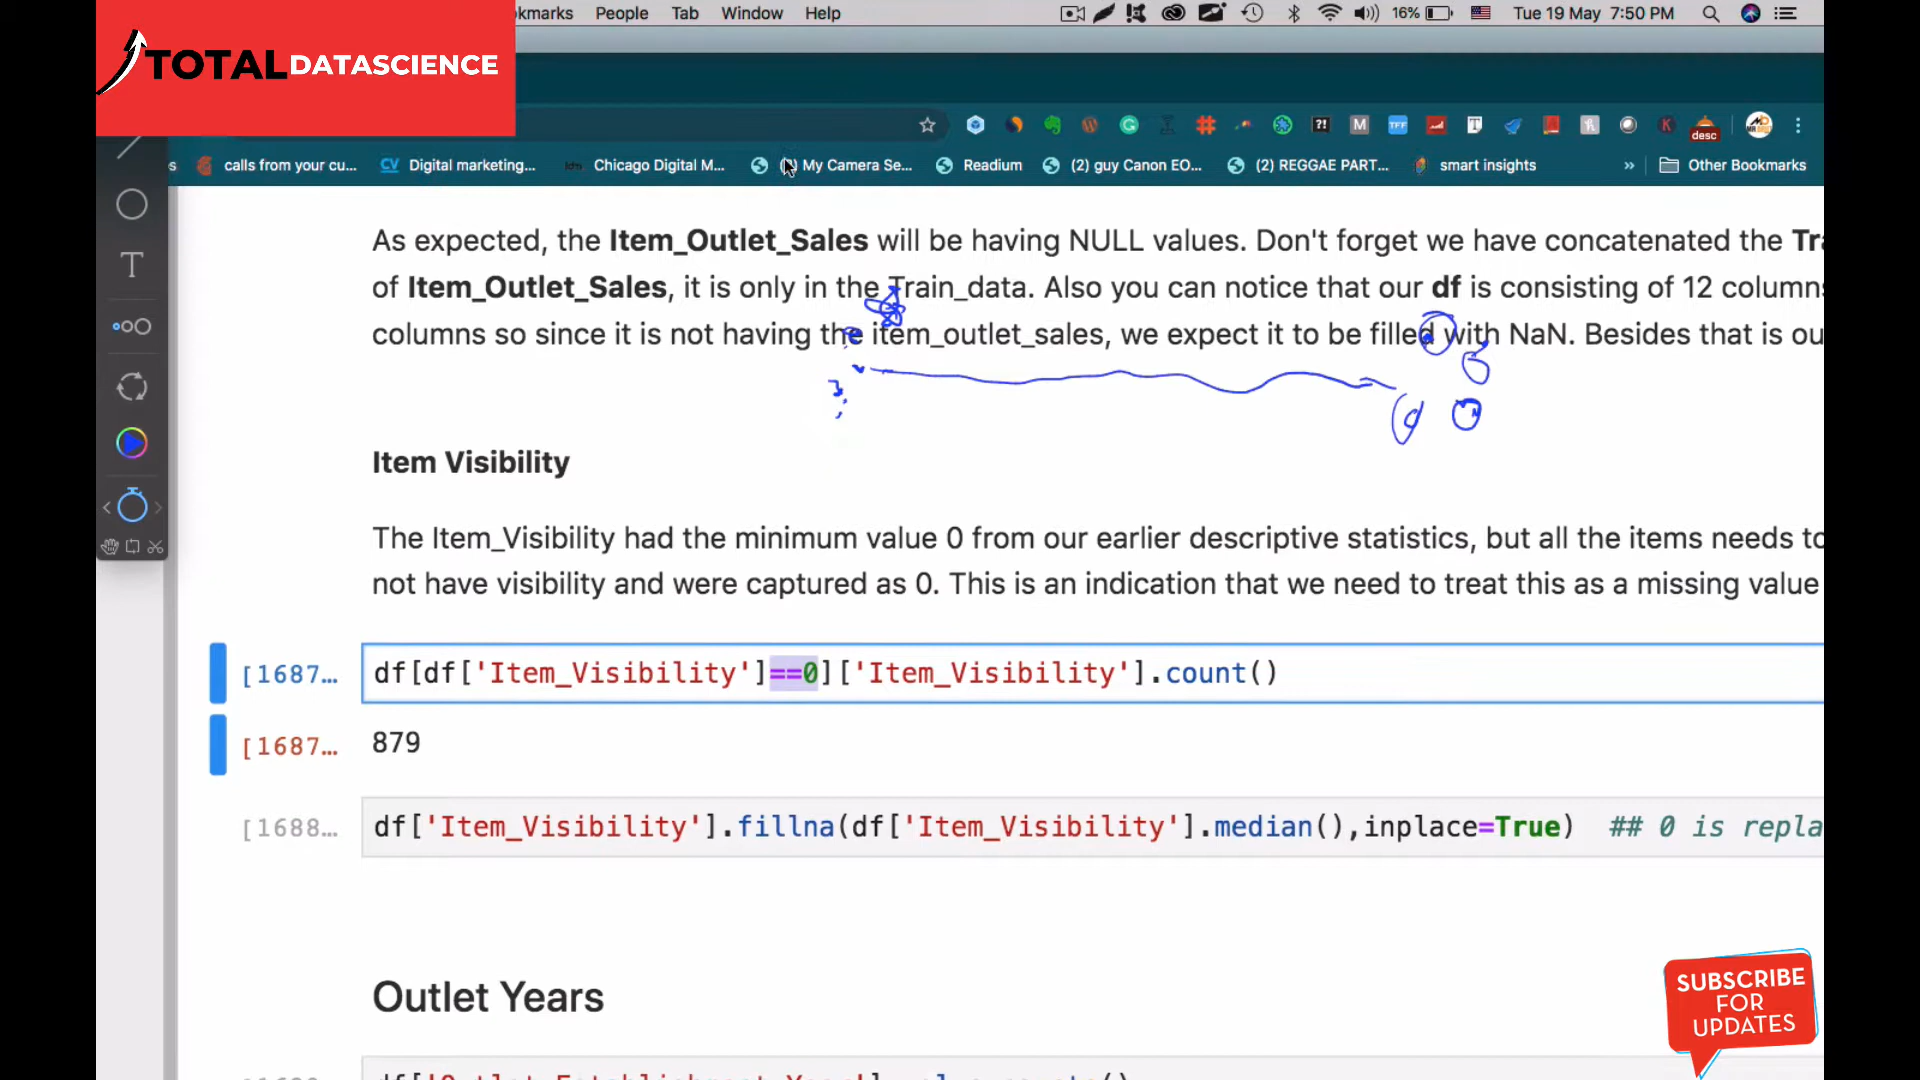 kmarks People Tab Window Help 16% Tue 19 May 7:50 PM
TOTALDATASCIENCE
desc
calls from your cu... CV Digital marketing... Chicago Digital M... My Camera Se... Readium (2) guy Canon EO... (2) REGGAE PART... smart insights » Other Bookmarks
As expected, the Item_Outlet_Sales will be having NULL values. Don't forget we have concatenated the Tr
of Item_Outlet_Sales, it is only in the Train_data. Also you can notice that our df is consisting of 12 column
columns so since it is not having the item_outlet_sales, we expect it to be filled with NaN. Besides that is ou
Item Visibility
The Item_Visibility had the minimum value 0 from our earlier descriptive statistics, but all the items needs to
not have visibility and were captured as 0. This is an indication that we need to treat this as a missing value
[1687… df[df['Item_Visibility']==0]['Item_Visibility'].count()
[1687… 879
[1688… df['Item_Visibility'].fillna(df['Item_Visibility'].median(),inplace=True) ## 0 is repla
Outlet Years
SUBSCRIBE
FOR
UPDATES